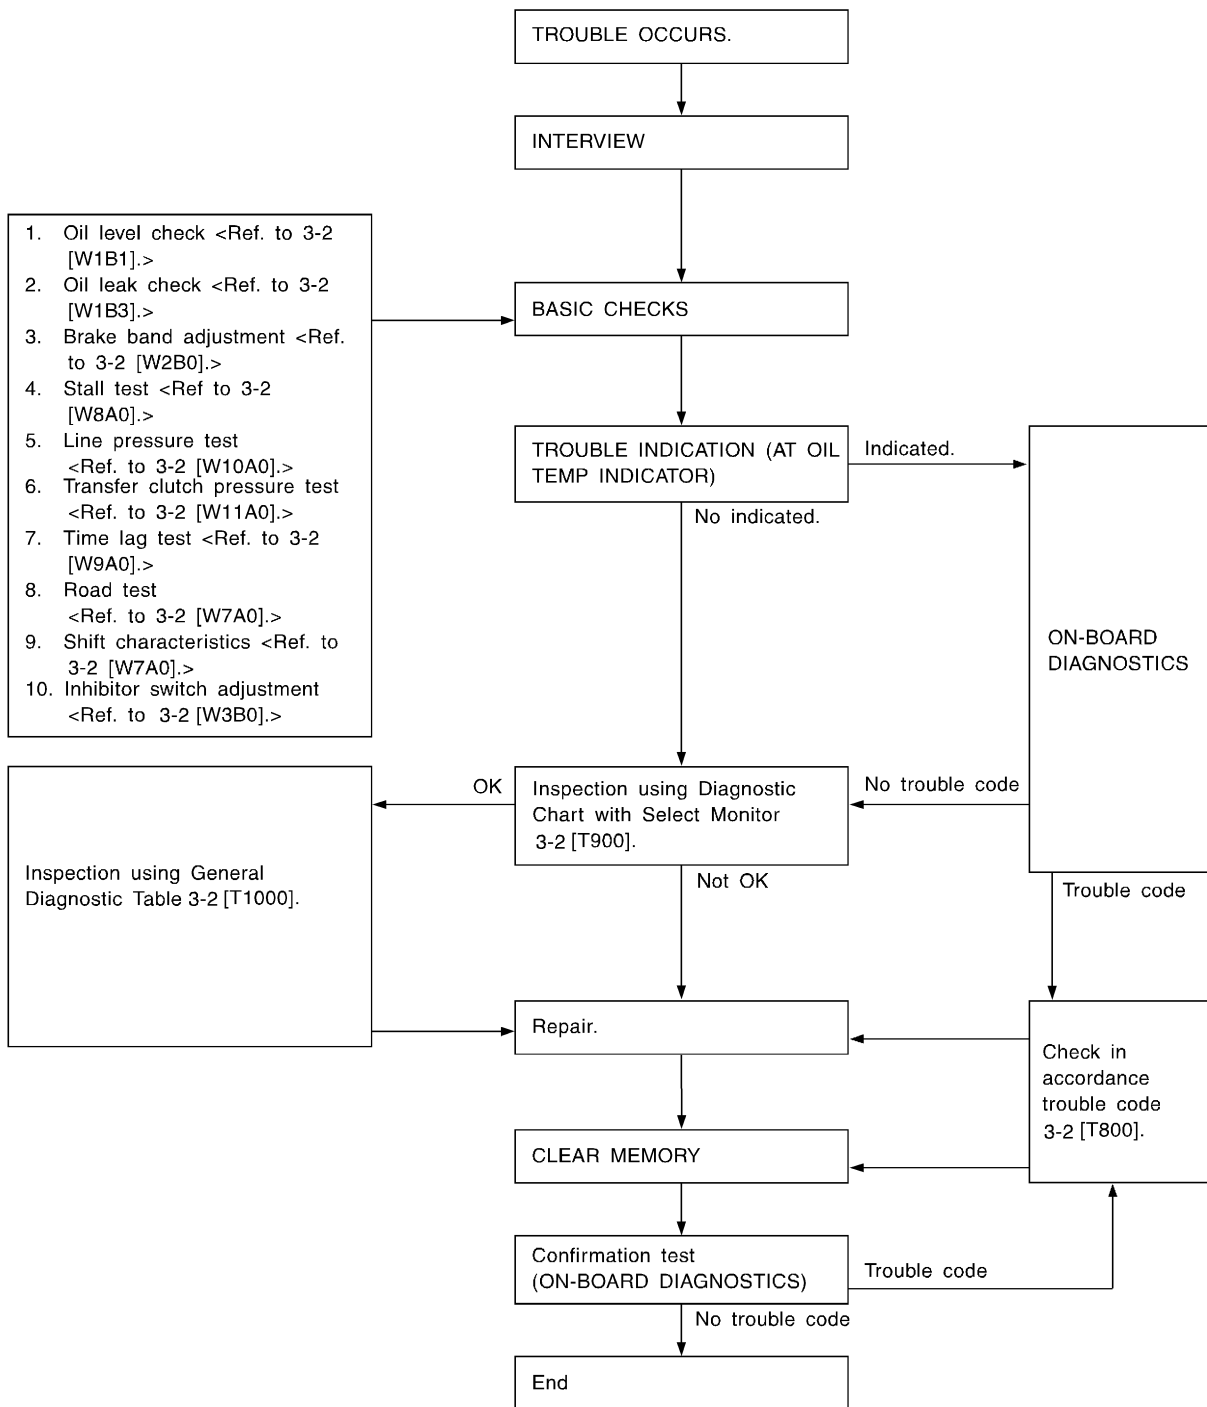 TROUBLE OCCURS.
INTERVIEW
1. Oil level check <Ref. to 3-2
[W1B1].>
2. Oil leak check <Ref. to 3-2
[W1B3].>
3. Brake band adjustment <Ref.
to 3-2 [W2B0].>
4. Stall test <Ref to 3-2
[W8A0].>
5. Line pressure test
<Ref. to 3-2 [W10A0].>
6. Transfer clutch pressure test
<Ref. to 3-2 [W11A0].>
7. Time lag test <Ref. to 3-2
[W9A0].>
8. Road test
<Ref. to 3-2 [W7A0].>
9. Shift characteristics <Ref. to
3-2 [W7A0].>
10. Inhibitor switch adjustment
<Ref. to 3-2 [W3B0].>
BASIC CHECKS
TROUBLE INDICATION (AT OIL
TEMP INDICATOR)
Indicated.
No indicated.
ON-BOARD
DIAGNOSTICS
Inspection using Diagnostic
Chart with Select Monitor
3-2 [T900].
No trouble code
OK
Not OK
Trouble code
Inspection using General
Diagnostic Table 3-2 [T1000].
Repair.
Check in
accordance
trouble code
3-2 [T800].
CLEAR MEMORY
Confirmation test
(ON-BOARD DIAGNOSTICS)
Trouble code
No trouble code
End